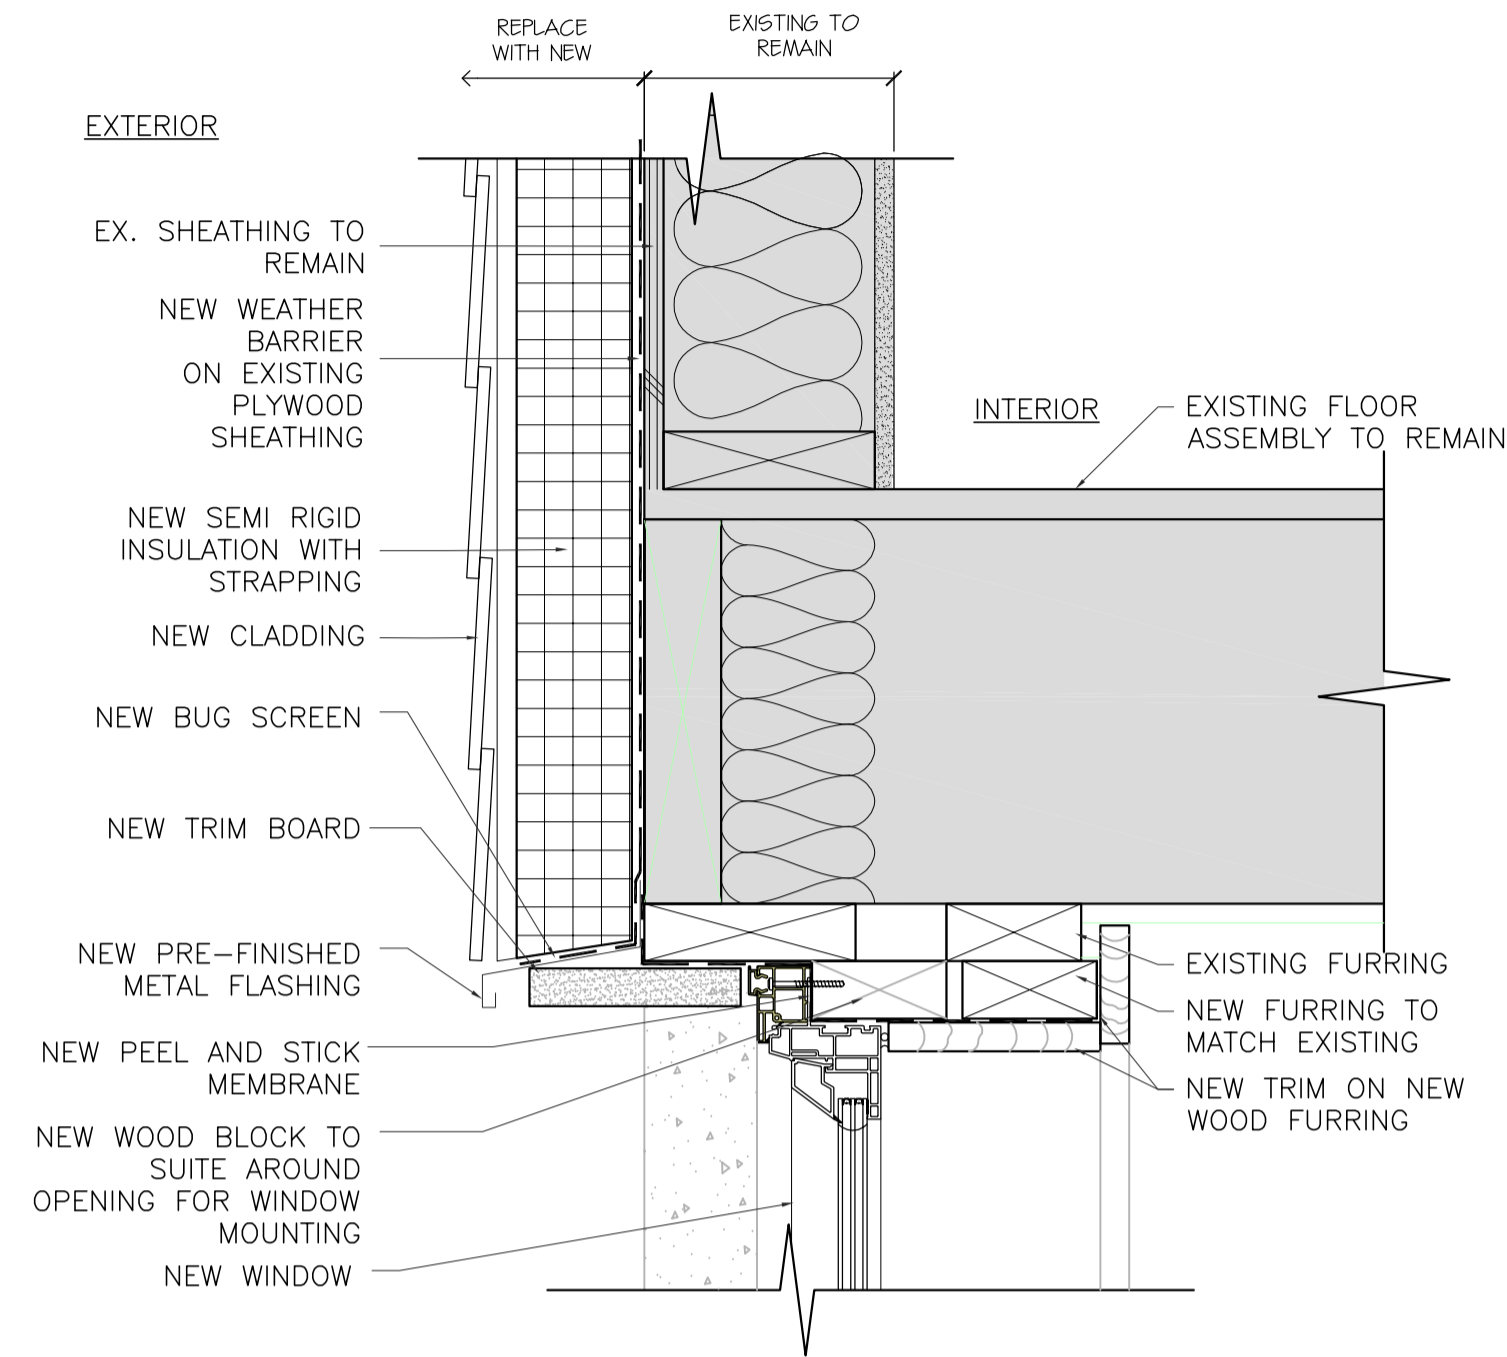 REPLACE
WITH NEW
EXISTING TO
REMAIN
EXTERIOR
EX. SHEATHING TO
REMAIN
NEW WEATHER
BARRIER
ON EXISTING
PLYWOOD
SHEATHING
NEW SEMI RIGID
INSULATION WITH
STRAPPING
NEW CLADDING
NEW BUG SCREEN
NEW TRIM BOARD
NEW PRE-FINISHED
METAL FLASHING
NEW PEEL AND STICK
MEMBRANE
NEW WOOD BLOCK TO
SUITE AROUND
OPENING FOR WINDOW
MOUNTING
NEW WINDOW
INTERIOR
EXISTING FLOOR
ASSEMBLY TO REMAIN
EXISTING FURRING
NEW FURRING TO
MATCH EXISTING
NEW TRIM ON NEW
WOOD FURRING